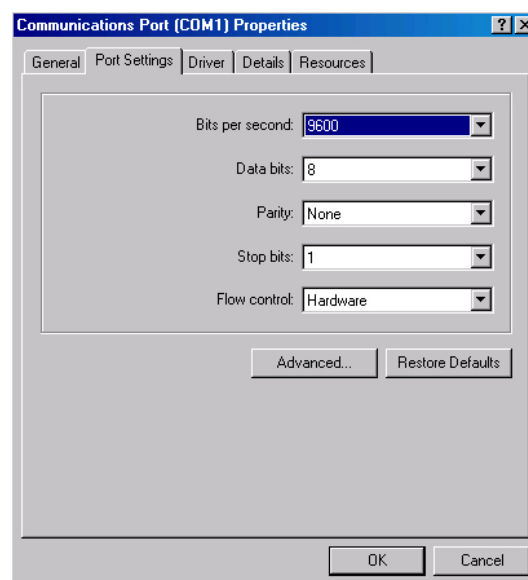 Communications Port (COM1) Properties
General Port Settings Driver Details Resources
Bits per second: 9600
Data bits: 8
Parity: None
Stop bits: 1
Flow control: Hardware
Advanced... Restore Defaults
OK Cancel